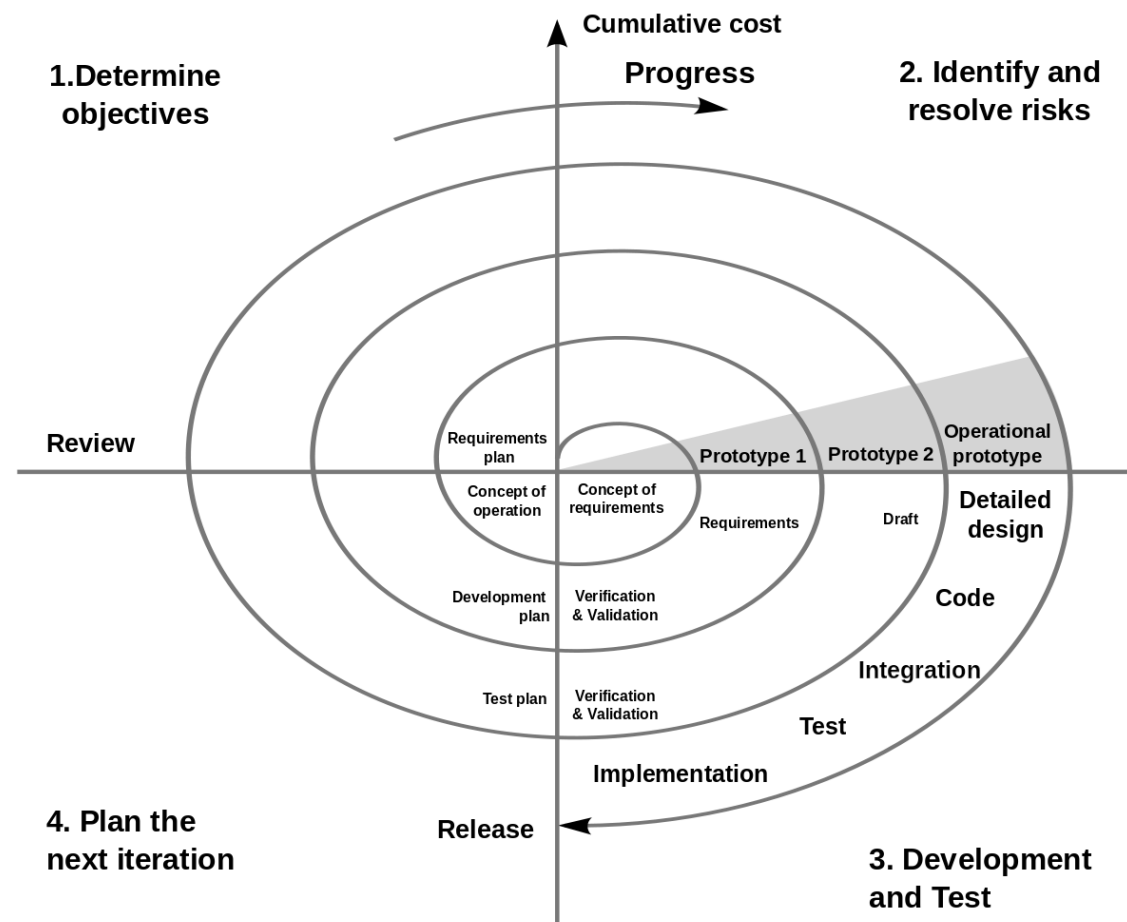 Cumulative cost
Progress
1.Determine
objectives
2. Identify and
resolve risks
Review
Requirements
plan
Prototype 1
Prototype 2
Operational
prototype
Concept of
operation
Concept of
requirements
Requirements
Draft
Detailed
design
Development
plan
Verification
& Validation
Code
Integration
Test plan
Verification
& Validation
Test
Implementation
Release
4. Plan the
next iteration
3. Development
and Test